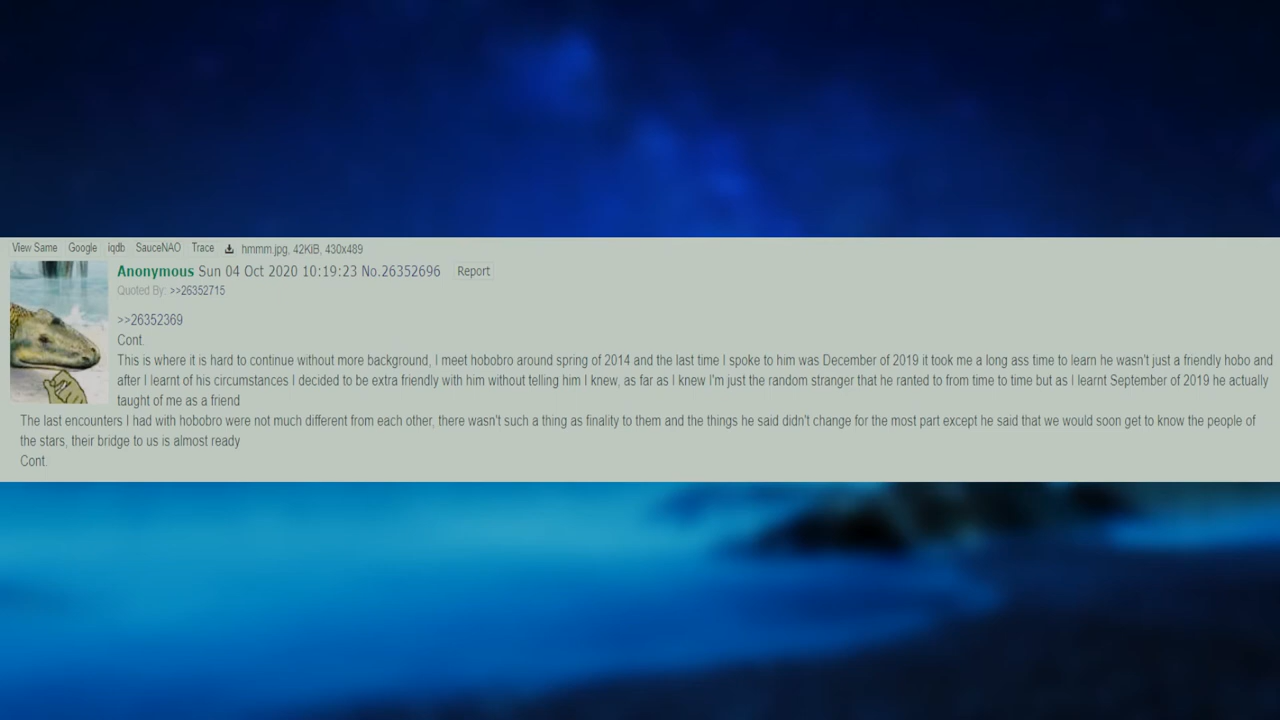 View Same Google iqdb SauceNAO Trace hmmm.jpg, 42KiB, 430x489
Anonymous Sun 04 Oct 2020 10:19:23 No.26352696 Report
Quoted By: >>26352715
>>26352369
Cont.
This is where it is hard to continue without more background, I meet hobobro around spring of 2014 and the last time I spoke to him was December of 2019 it took me a long ass time to learn he wasn't just a friendly hobo and
after I learnt of his circumstances I decided to be extra friendly with him without telling him I knew, as far as I knew I'm just the random stranger that he ranted to from time to time but as I learnt September of 2019 he actually
taught of me as a friend
The last encounters I had with hobobro were not much different from each other, there wasn't such a thing as finality to them and the things he said didn't change for the most part except he said that we would soon get to know the people of
the stars, their bridge to us is almost ready
Cont.